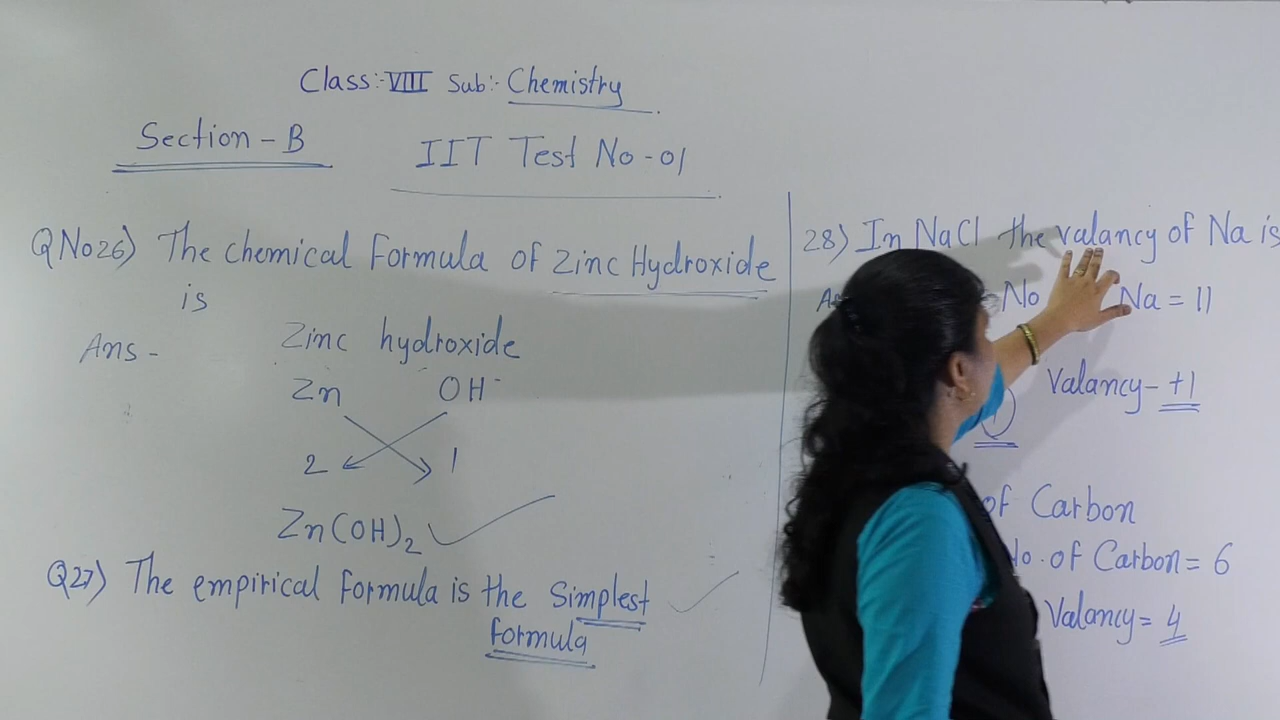 Class:- VIII Sub:- Chemistry
Section - B
IIT Test No - 01
QNo26) The chemical Formula of Zinc Hydroxide
is
Ans - Zinc hydroxide
Zn OH-
2 1
Zn(OH)2
Q27) The empirical formula is the Simplest
formula
28) In NaCl the valancy of Na is
No Na = 11
Valancy - +1
of Carbon
No. of Carbon = 6
Valancy = 4